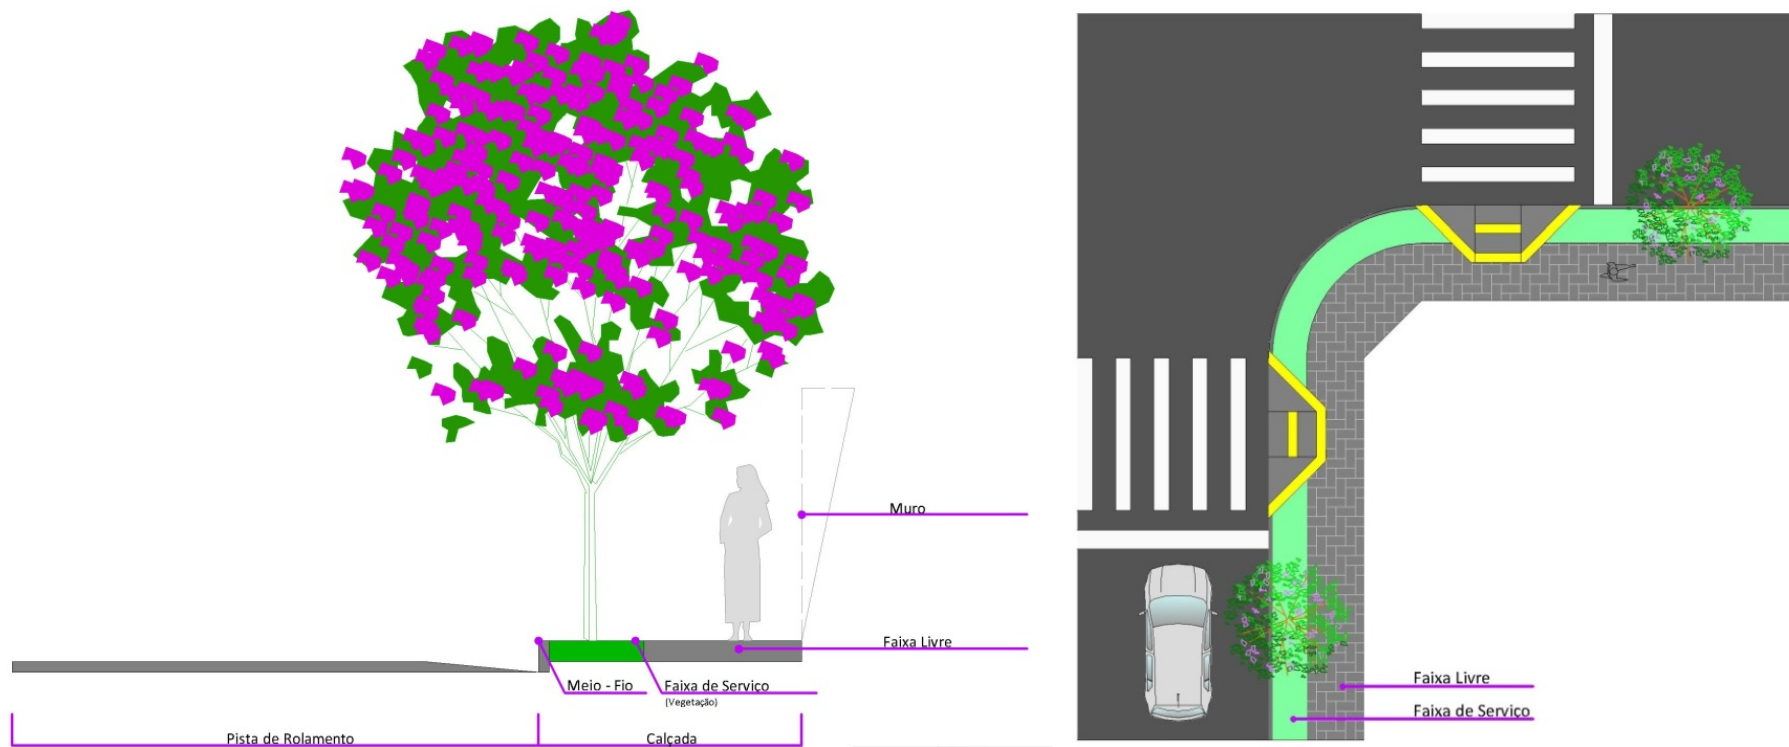 Muro
Faixa Livre
Meio - Fio
Faixa de Serviço
(Vegetação)
Pista de Rolamento
Calçada
Faixa Livre
Faixa de Serviço